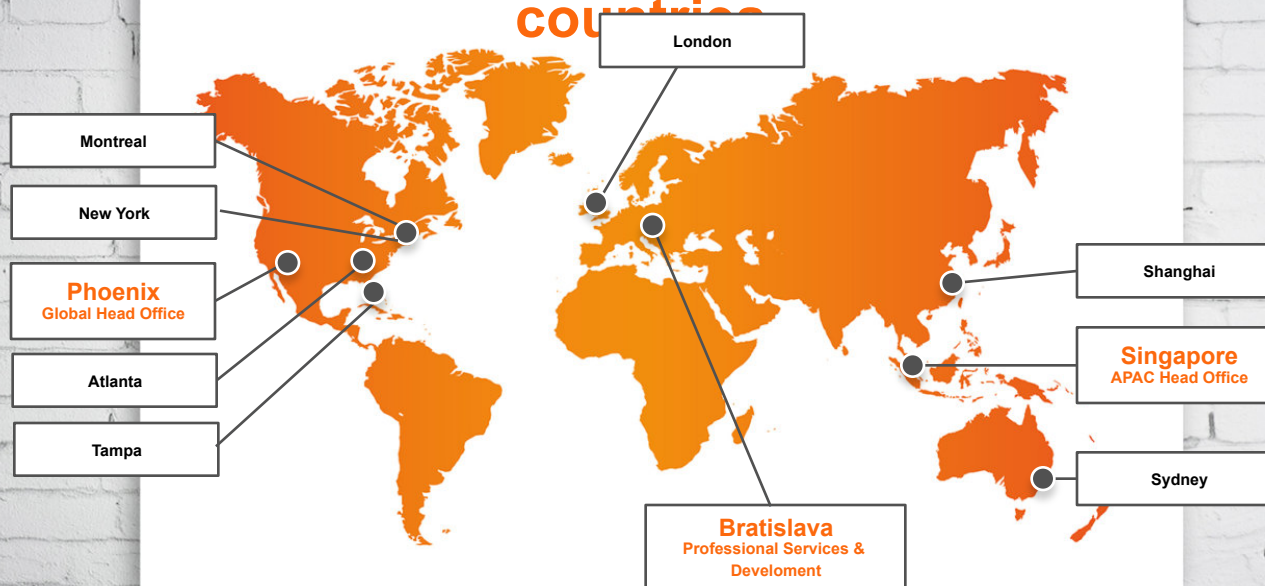 countries
London
Montreal
New York
Phoenix
Global Head Office
Atlanta
Tampa
Shanghai
Singapore
APAC Head Office
Sydney
Bratislava
Professional Services &
Develoment